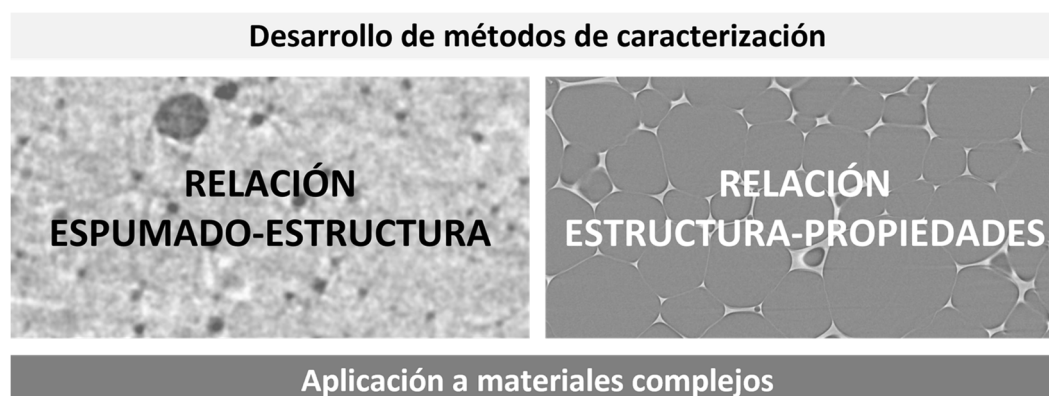 Desarrollo de métodos de caracterización
RELACIÓN
ESPUMADO-ESTRUCTURA
RELACIÓN
ESTRUCTURA-PROPIEDADES
Aplicación a materiales complejos